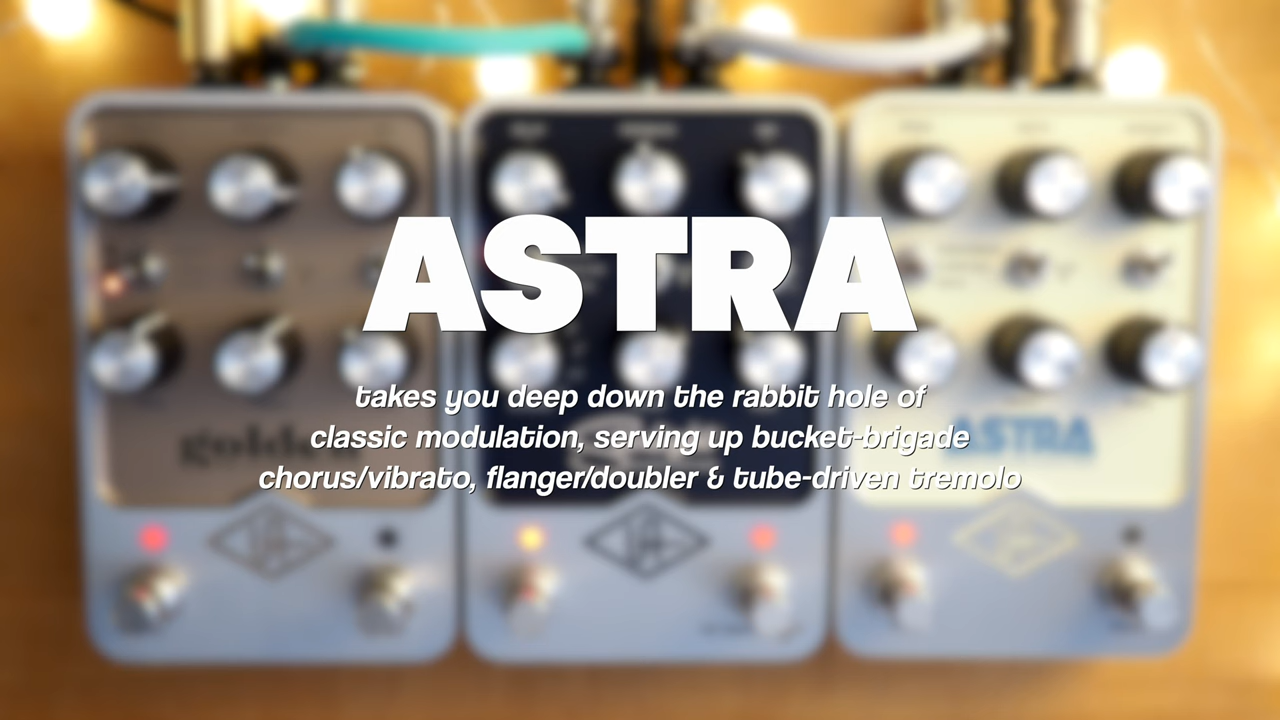 ASTRA
takes you deep down the rabbit hole of
classic modulation, serving up bucket-brigade
chorus/vibrato, flanger/doubler & tube-driven tremolo
ASTRA